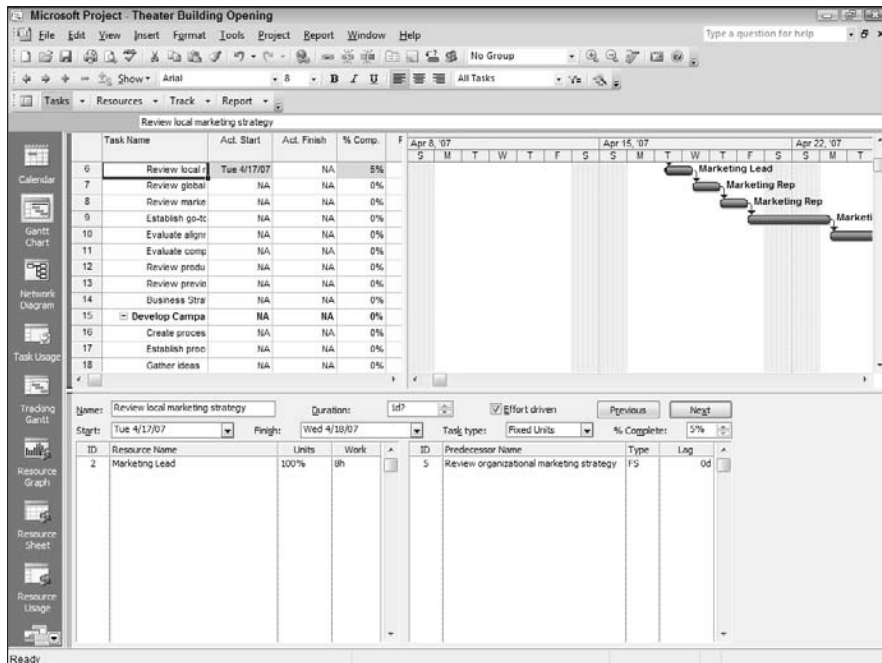 Microsoft Project - Theater Building Opening
File Edit View Insert Format Tools Project Report Window Help
Type a question for help
No Group
Show Arial 8 B I U All Tasks
Tasks Resources Track Report
Review local marketing strategy
Task Name Act. Start Act. Finish % Comp.
Apr 8, '07 Apr 15, '07 Apr 22, '07
S M T W T F S S M T W T F S S M T
6 Review local r Tue 4/17/07 NA 5% Marketing Lead
7 Review global NA NA 0% Marketing Rep
8 Review marke NA NA 0% Marketing Rep
9 Establish go-tc NA NA 0% Marketi
10 Evaluate alignr NA NA 0%
11 Evaluate comp NA NA 0%
12 Review produ NA NA 0%
13 Review previo NA NA 0%
14 Business Stra NA NA 0%
15 Develop Campa NA NA 0%
16 Create proces NA NA 0%
17 Establish proc NA NA 0%
18 Gather ideas NA NA 0%
Calendar
Gantt
Chart
Network
Diagram
Task Usage
Tracking
Gantt
Resource
Graph
Resource
Sheet
Resource
Usage
Name: Review local marketing strategy Duration: 1d? Effort driven Previous Next
Start: Tue 4/17/07 Finish: Wed 4/18/07 Task type: Fixed Units % Complete: 5%
ID Resource Name Units Work
2 Marketing Lead 100% 8h
ID Predecessor Name Type Lag
5 Review organizational marketing strategy FS 0d
Ready